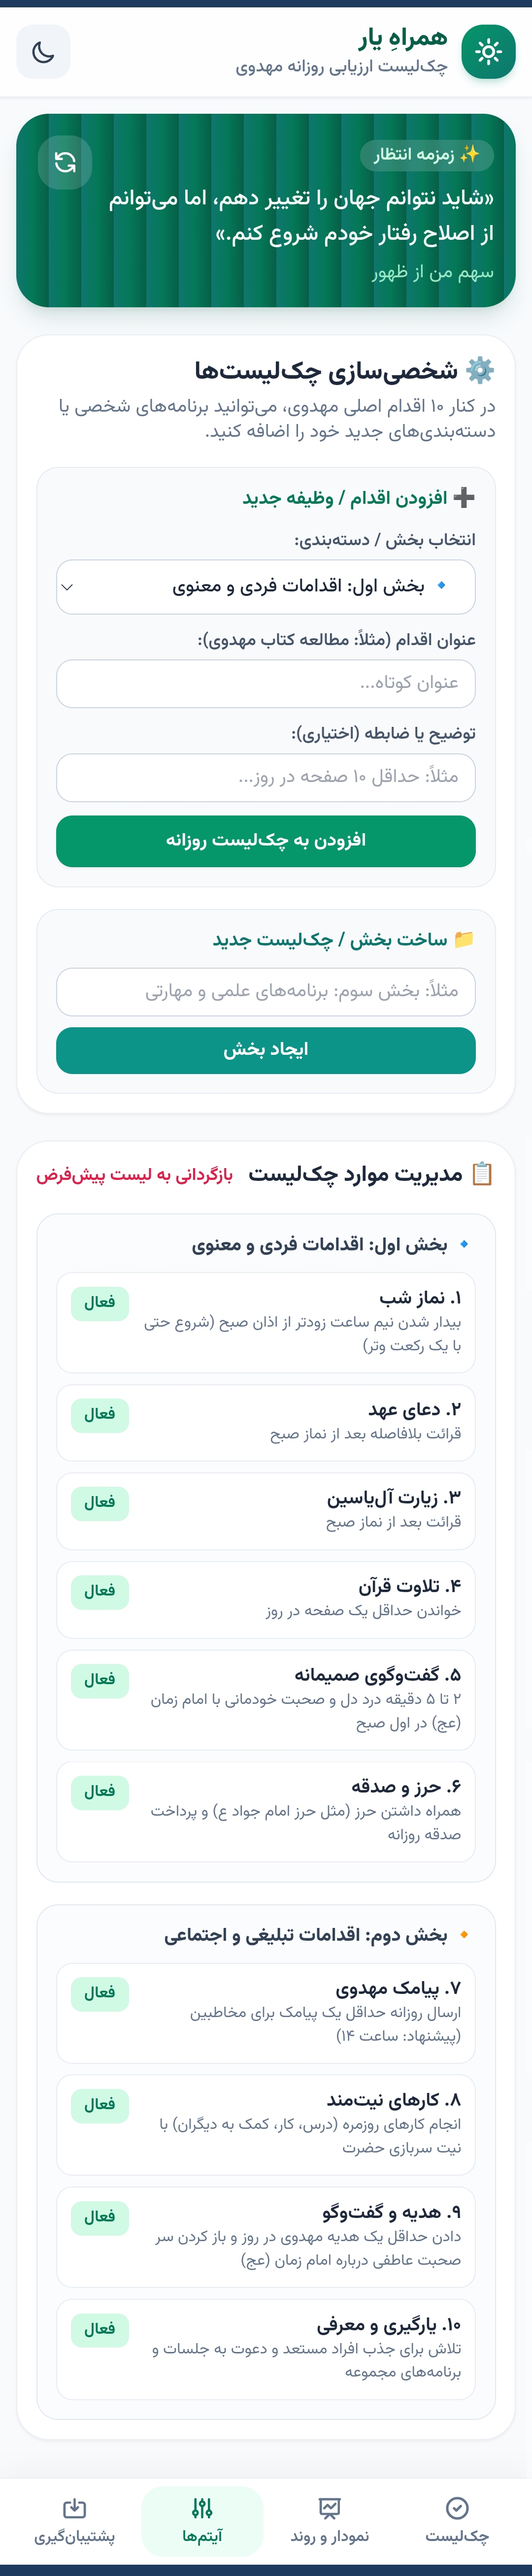 همراهِ یار
چک‌لیست ارزیابی روزانه مهدوی
✨ زمزمه انتظار
«شاید نتوانم جهان را تغییر دهم، اما می‌توانم
از اصلاح رفتار خودم شروع کنم.»
سهم من از ظهور
⚙️ شخصی‌سازی چک‌لیست‌ها
در کنار ۱۰ اقدام اصلی مهدوی، می‌توانید برنامه‌های شخصی یا
دسته‌بندی‌های جدید خود را اضافه کنید.
➕ افزودن اقدام / وظیفه جدید
انتخاب بخش / دسته‌بندی:
🔹 بخش اول: اقدامات فردی و معنوی
عنوان اقدام (مثلاً: مطالعه کتاب مهدوی):
عنوان کوتاه...
توضیح یا ضابطه (اختیاری):
مثلاً: حداقل ۱۰ صفحه در روز...
افزودن به چک‌لیست روزانه
📁 ساخت بخش / چک‌لیست جدید
مثلاً: بخش سوم: برنامه‌های علمی و مهارتی
ایجاد بخش
📋 مدیریت موارد چک‌لیست
بازگردانی به لیست پیش‌فرض
🔹 بخش اول: اقدامات فردی و معنوی
۱. نماز شب
فعال
بیدار شدن نیم ساعت زودتر از اذان صبح (شروع حتی
با یک رکعت وتر)
۲. دعای عهد
فعال
قرائت بلافاصله بعد از نماز صبح
۳. زیارت آل‌یاسین
فعال
قرائت بعد از نماز صبح
۴. تلاوت قرآن
فعال
خواندن حداقل یک صفحه در روز
۵. گفت‌وگوی صمیمانه
فعال
۲ تا ۵ دقیقه درد دل و صحبت خودمانی با امام زمان
(عج) در اول صبح
۶. حرز و صدقه
فعال
همراه داشتن حرز (مثل حرز امام جواد ع) و پرداخت
صدقه روزانه
🔸 بخش دوم: اقدامات تبلیغی و اجتماعی
۷. پیامک مهدوی
فعال
ارسال روزانه حداقل یک پیامک برای مخاطبین
(پیشنهاد: ساعت ۱۴)
۸. کارهای نیت‌مند
فعال
انجام کارهای روزمره (درس، کار، کمک به دیگران) با
نیت سربازی حضرت
۹. هدیه و گفت‌وگو
فعال
دادن حداقل یک هدیه مهدوی در روز و باز کردن سر
صحبت عاطفی درباره امام زمان (عج)
۱۰. یارگیری و معرفی
فعال
تلاش برای جذب افراد مستعد و دعوت به جلسات و
برنامه‌های مجموعه
چک‌لیست
نمودار و روند
آیتم‌ها
پشتیبان‌گیری